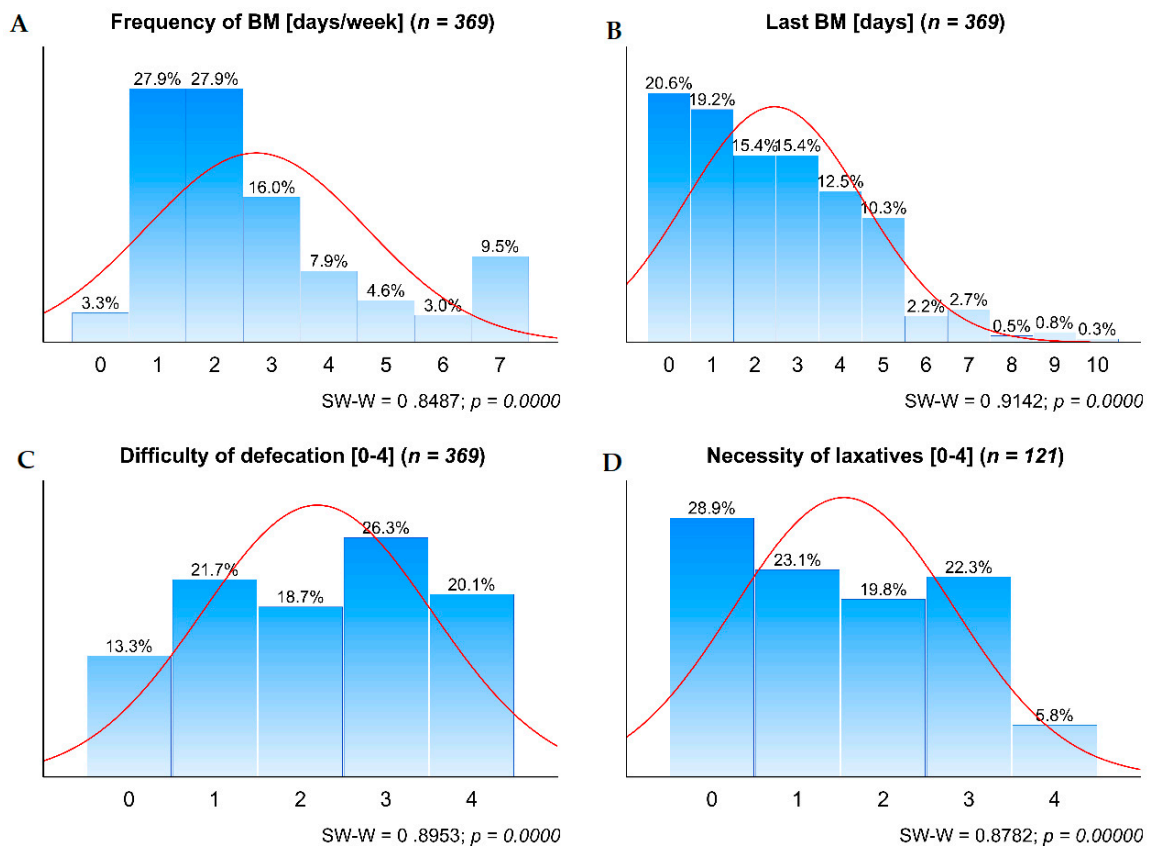 A
Frequency of BM [days/week] (n = 369)
27.9%
27.9%
16.0%
9.5%
7.9%
4.6%
3.3%
3.0%
0 1 2 3 4 5 6 7
SW-W = 0 .8487; p = 0.0000
B
Last BM [days] (n = 369)
20.6%
19.2%
15.4%
15.4%
12.5%
10.3%
2.2%
2.7%
0.5%
0.8%
0.3%
0 1 2 3 4 5 6 7 8 9 10
SW-W = 0 .9142; p = 0.0000
C
Difficulty of defecation [0-4] (n = 369)
26.3%
21.7%
20.1%
18.7%
13.3%
0 1 2 3 4
SW-W = 0 .8953; p = 0.0000
D
Necessity of laxatives [0-4] (n = 121)
28.9%
23.1%
22.3%
19.8%
5.8%
0 1 2 3 4
SW-W = 0.8782; p = 0.00000